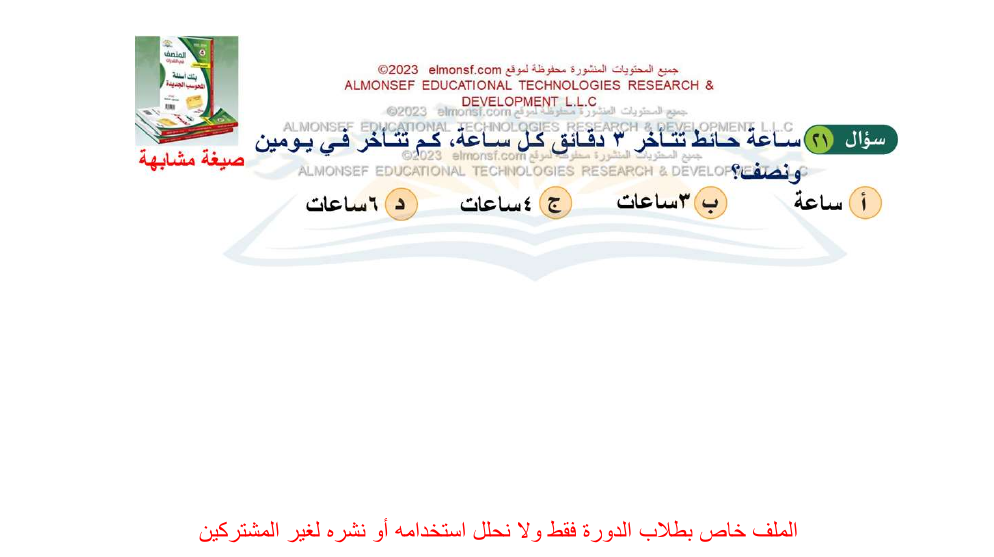 جميع المحتويات المنشورة محفوظة لموقع elmonsf.com ©2023
ALMONSEF EDUCATIONAL TECHNOLOGIES RESEARCH &
DEVELOPMENT L.L.C
جميع المحتويات المنشورة محفوظة لموقع elmonsf.com ©2023
ALMONSEF EDUCATIONAL TECHNOLOGIES RESEARCH & DEVELOPMENT L.L.C
سؤال ٢١ ساعة حائط تتأخر ٣ دقائق كل ساعة، كم تتأخر في يومين
جميع المحتويات المنشورة محفوظة لموقع elmonsf.com ©2023
ALMONSEF EDUCATIONAL TECHNOLOGIES RESEARCH & DEVELOPMENT L.L.C
ونصف؟
أ ساعة ب ٣ساعات ج ٤ساعات د ٦ساعات
المنصف
بنك أسئلة
المحوسب الجديدة
صيغة مشابهة
الملف خاص بطلاب الدورة فقط ولا نحلل استخدامه أو نشره لغير المشتركين